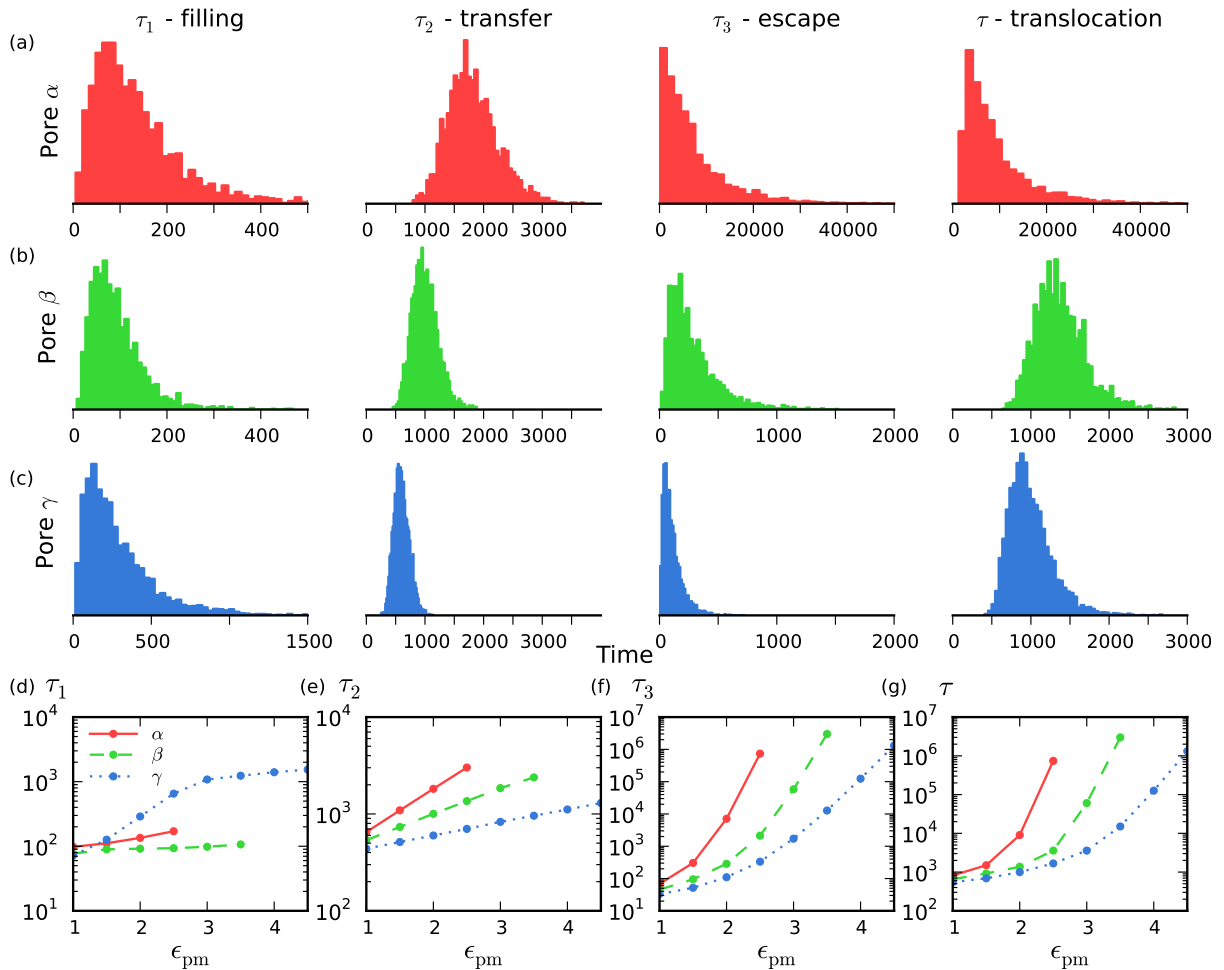 τ1 - filling τ2 - transfer τ3 - escape τ - translocation
(a)
Pore α
0 200 400 0 1000 2000 3000 0 20000 40000 0 20000 40000
(b)
Pore β
0 200 400 0 1000 2000 3000 0 1000 2000 0 1000 2000 3000
(c)
Pore γ
0 500 1500 0 1000 2000 3000 0 1000 2000 0 1000 2000 3000
Time
(d) τ1 (e) τ2 (f) τ3 (g) τ
10^4 10^3 10^2 10^1
α
β
γ
1 2 3 4
ϵpm
10^4 10^3 10^2
1 2 3 4
ϵpm
10^7 10^6 10^5 10^4 10^3 10^2 10^1
1 2 3 4
ϵpm
10^7 10^6 10^5 10^4 10^3 10^2
1 2 3 4
ϵpm